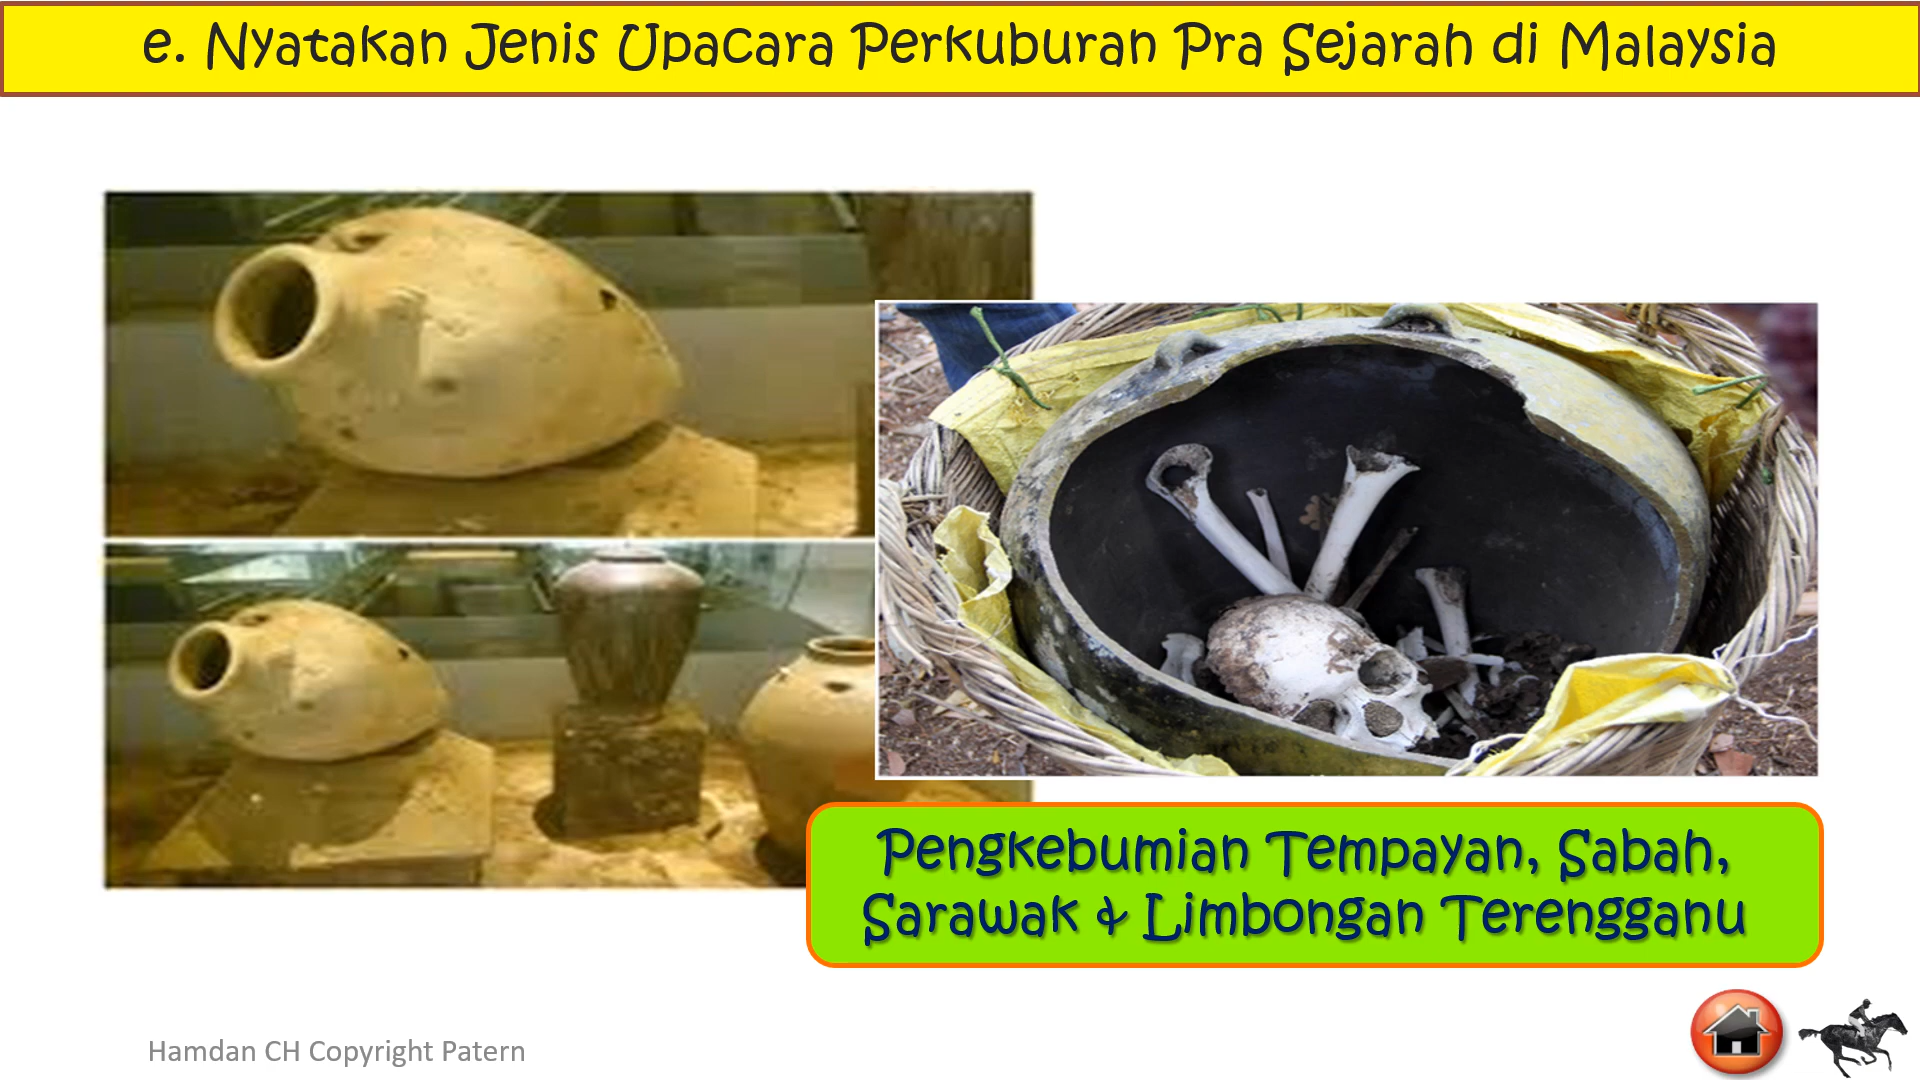 e. Nyatakan Jenis Upacara Perkuburan Pra Sejarah di Malaysia
Pengkebumian Tempayan, Sabah,
Sarawak & Limbongan Terengganu
Hamdan CH Copyright Patern